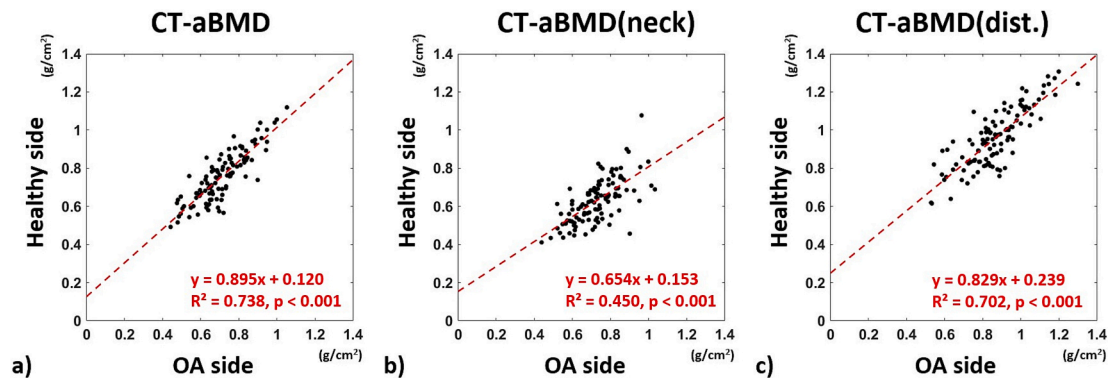 CT-aBMD
(g/cm²)
1.4
1.2
1
0.8
0.6
0.4
0.2
0
Healthy side
y = 0.895x + 0.120
R² = 0.738, p < 0.001
0 0.2 0.4 0.6 0.8 1 1.2 1.4
(g/cm²)
a) OA side
CT-aBMD(neck)
(g/cm²)
1.4
1.2
1
0.8
0.6
0.4
0.2
0
Healthy side
y = 0.654x + 0.153
R² = 0.450, p < 0.001
0 0.2 0.4 0.6 0.8 1 1.2 1.4
(g/cm²)
b) OA side
CT-aBMD(dist.)
(g/cm²)
1.4
1.2
1
0.8
0.6
0.4
0.2
0
Healthy side
y = 0.829x + 0.239
R² = 0.702, p < 0.001
0 0.2 0.4 0.6 0.8 1 1.2 1.4
(g/cm²)
c) OA side